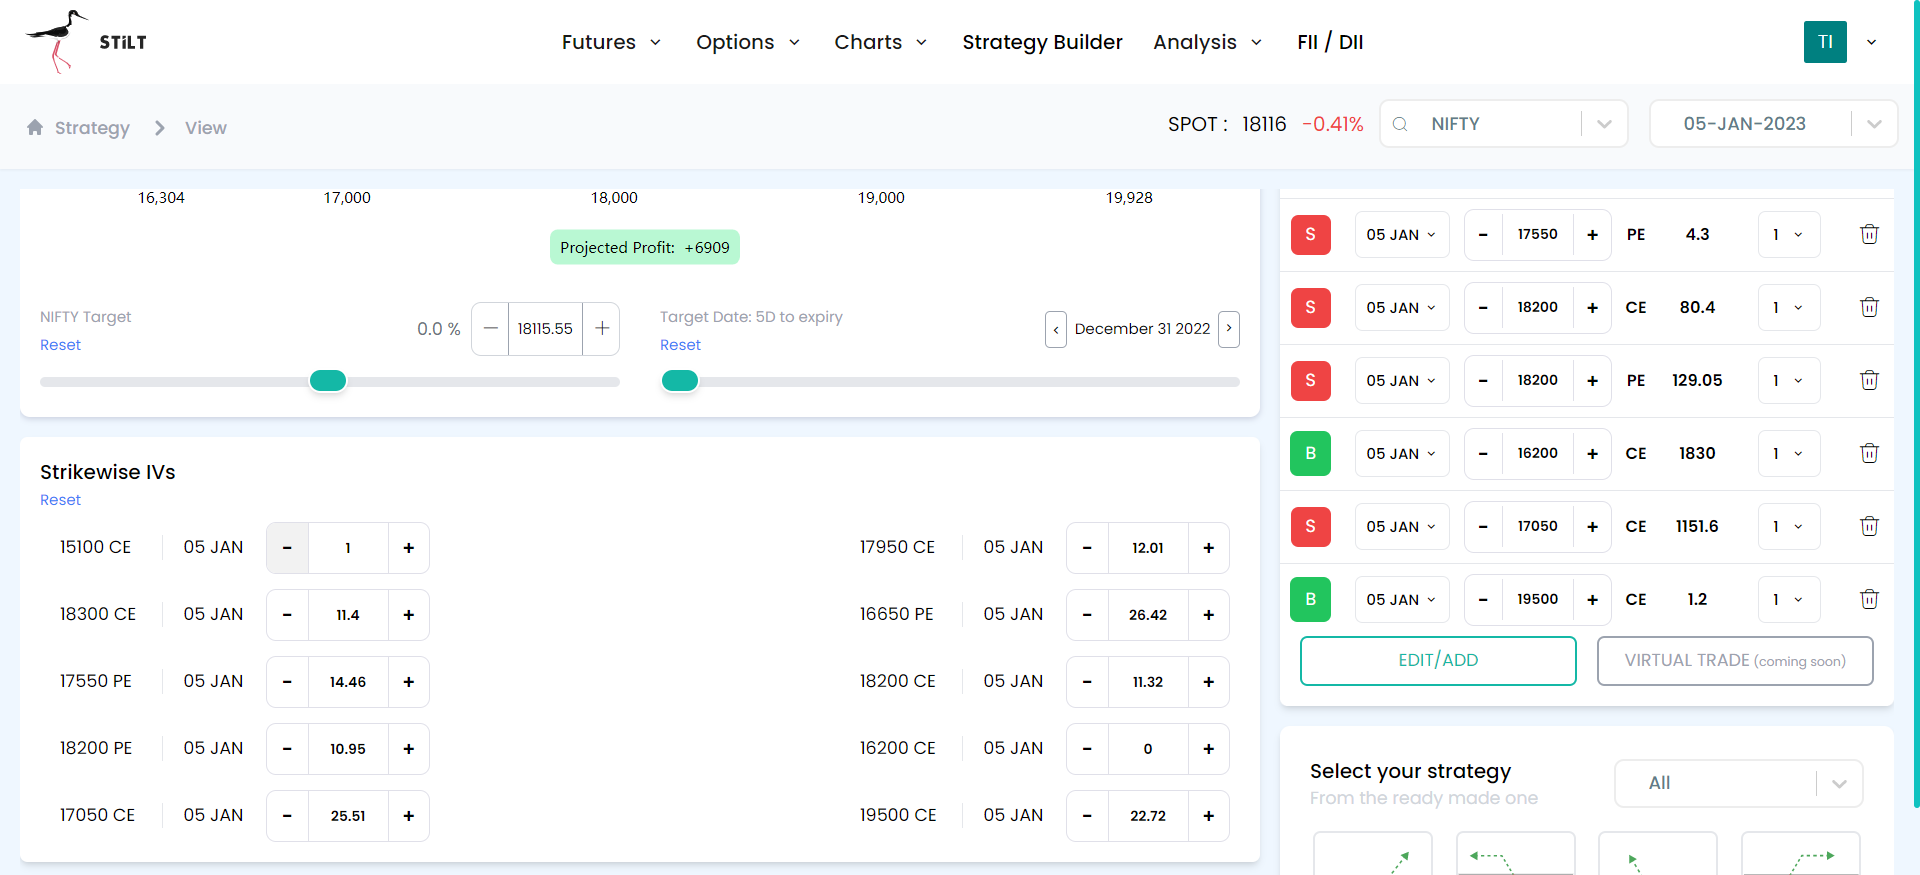 STiLT
Futures Options Charts Strategy Builder Analysis FII / DII
TI
Strategy View
SPOT : 18116 -0.41% NIFTY 05-JAN-2023
16,304 17,000 18,000 19,000 19,928
Projected Profit: +6909
NIFTY Target
Reset
0.0 % − 18115.55 +
Target Date: 5D to expiry
Reset
‹ December 31 2022 ›
Strikewise IVs
Reset
15100 CE 05 JAN - 1 +
17950 CE 05 JAN - 12.01 +
18300 CE 05 JAN - 11.4 +
16650 PE 05 JAN - 26.42 +
17550 PE 05 JAN - 14.46 +
18200 CE 05 JAN - 11.32 +
18200 PE 05 JAN - 10.95 +
16200 CE 05 JAN - 0 +
17050 CE 05 JAN - 25.51 +
19500 CE 05 JAN - 22.72 +
S 05 JAN - 17550 + PE 4.3 1
S 05 JAN - 18200 + CE 80.4 1
S 05 JAN - 18200 + PE 129.05 1
B 05 JAN - 16200 + CE 1830 1
S 05 JAN - 17050 + CE 1151.6 1
B 05 JAN - 19500 + CE 1.2 1
EDIT/ADD VIRTUAL TRADE (coming soon)
Select your strategy
From the ready made one
All